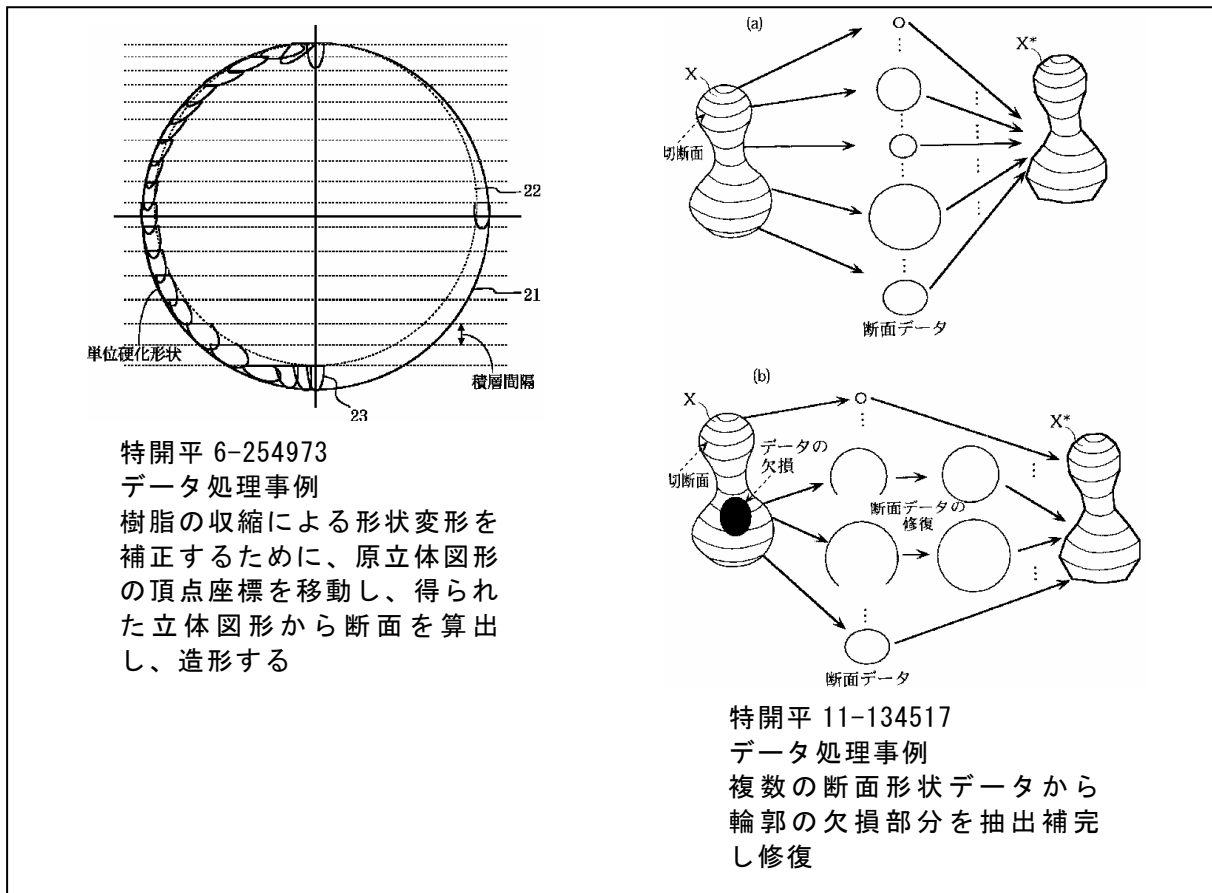 22
21
単位硬化形状
積層間隔
23
特開平 6-254973
データ処理事例
樹脂の収縮による形状変形を
補正するために、原立体図形
の頂点座標を移動し、得られ
た立体図形から断面を算出
し、造形する
(a)
X
X*
切断面
断面データ
(b)
X
データの
欠損
X*
切断面
断面データの
修復
断面データ
特開平 11-134517
データ処理事例
複数の断面形状データから
輪郭の欠損部分を抽出補完
し修復